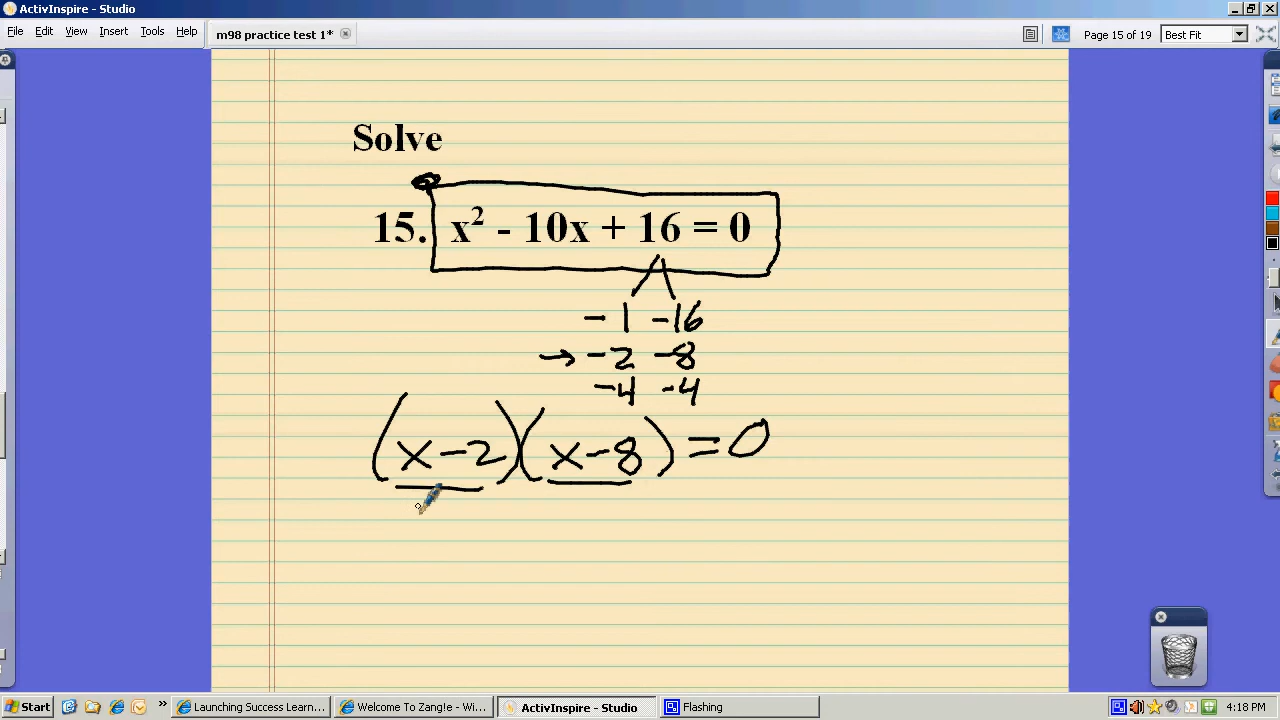 ActivInspire - Studio
File Edit View Insert Tools Help m98 practice test 1* Page 15 of 19 Best Fit
Solve
15. x² - 10x + 16 = 0
-1 -16
→ -2 -8
-4 -4
(x-2)(x-8)=0
Start » Launching Success Learn... Welcome To Zang!e - Wi... ActivInspire - Studio Flashing 4:18 PM